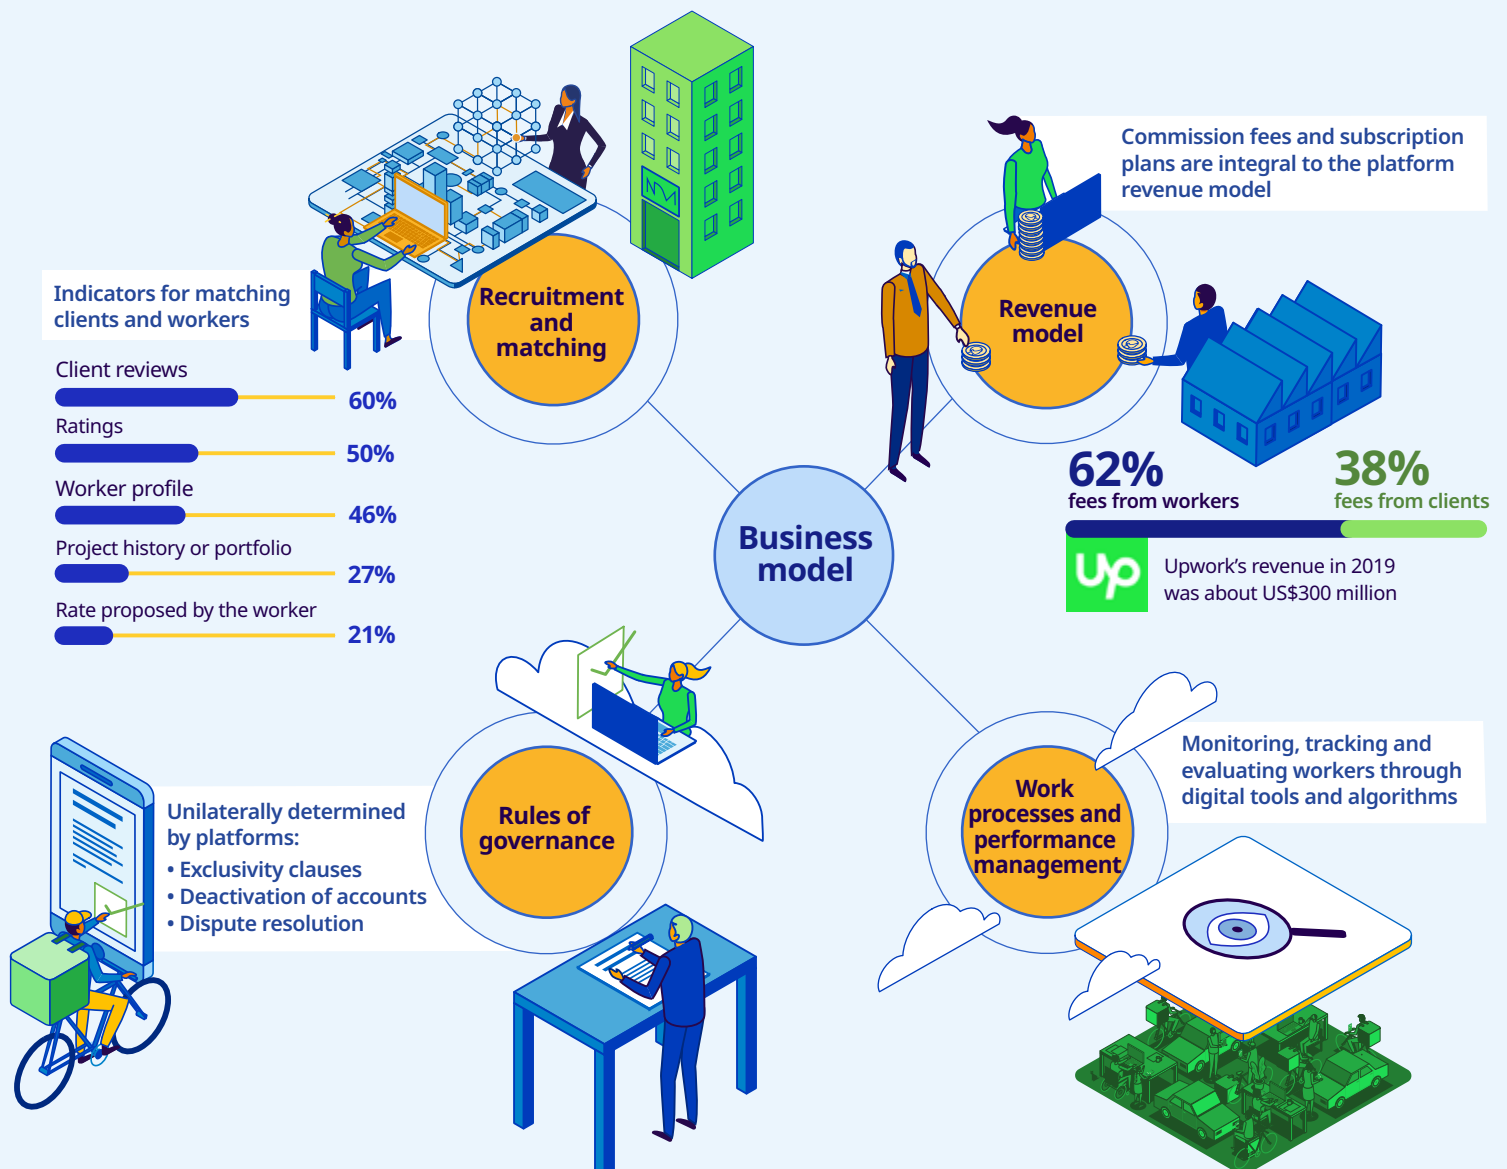 Commission fees and subscription
plans are integral to the platform
revenue model
Indicators for matching
clients and workers
Recruitment
and
matching
Revenue
model
Client reviews
60%
Ratings
50%
Worker profile
46%
Project history or portfolio
27%
Rate proposed by the worker
21%
62%
fees from workers
38%
fees from clients
Up
Upwork’s revenue in 2019
was about US$300 million
Business
model
Unilaterally determined
by platforms:
• Exclusivity clauses
• Deactivation of accounts
• Dispute resolution
Rules of
governance
Work
processes and
performance
management
Monitoring, tracking and
evaluating workers through
digital tools and algorithms